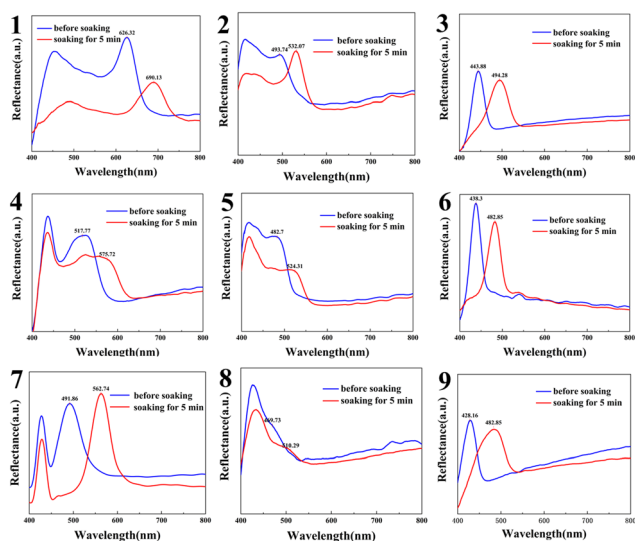 1
626.32
before soaking
soaking for 5 min
690.13
Reflectance(a.u.)
400 500 600 700 800
Wavelength(nm)
2
493.74
532.07
before soaking
soaking for 5 min
Reflectance(a.u.)
400 500 600 700 800
Wavelength(nm)
3
443.88
494.28
before soaking
soaking for 5 min
Reflectance(a.u.)
400 500 600 700 800
Wavelength(nm)
4
517.77
575.72
before soaking
soaking for 5 min
Reflectance(a.u.)
400 500 600 700 800
Wavelength(nm)
5
482.7
524.31
before soaking
soaking for 5 min
Reflectance(a.u.)
400 500 600 700 800
Wavelength(nm)
6
438.3
482.85
before soaking
soaking for 5 min
Reflectance(a.u.)
400 500 600 700 800
Wavelength(nm)
7
491.86
562.74
before soaking
soaking for 5 min
Reflectance(a.u.)
400 500 600 700 800
Wavelength(nm)
8
469.73
510.29
before soaking
soaking for 5 min
Reflectance(a.u.)
400 500 600 700 800
Wavelength(nm)
9
428.16
482.85
before soaking
soaking for 5 min
Reflectance(a.u.)
400 500 600 700 800
Wavelength(nm)